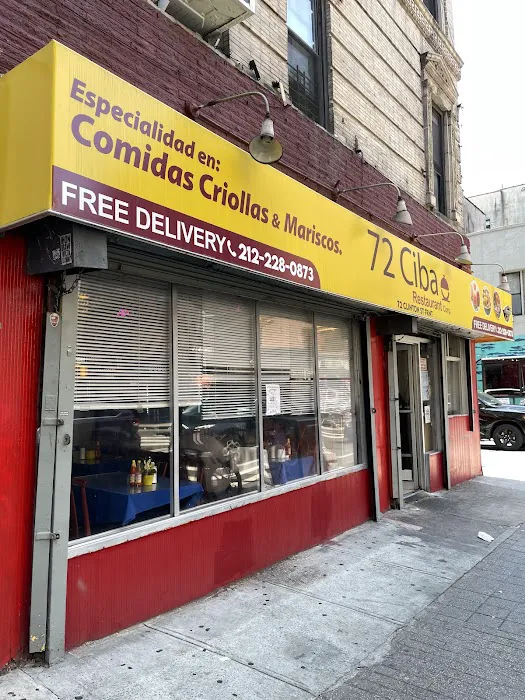 Especialidad en:
Comidas Criollas & Mariscos.
FREE DELIVERY 212-228-0873
72 Ciba
Restaurant Corp
72 CLINTON ST FRNT
FREE DELIVERY